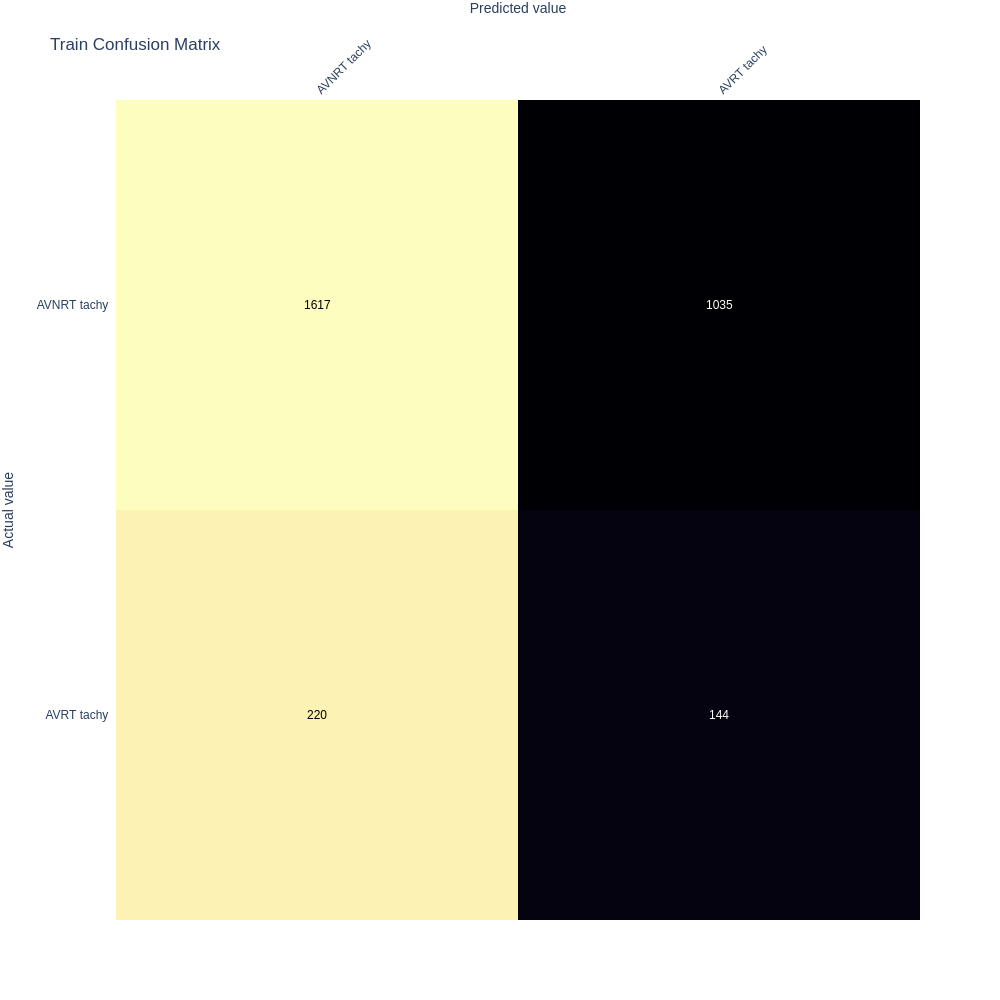 Predicted value
Train Confusion Matrix
AVNRT tachy
AVRT tachy
AVNRT tachy
1617
1035
Actual value
AVRT tachy
220
144